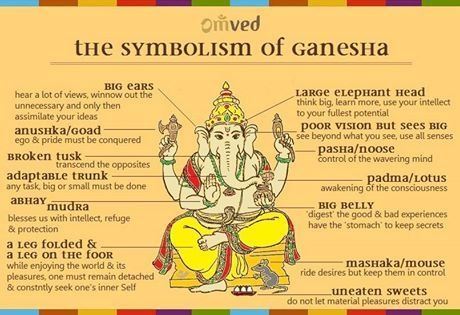 omved
the symbolism of ganesha
big ears
hear a lot of views, winnow out the
unnecessary and only then
assimilate your ideas
anushka/goad
ego & pride must be conquered
broken tusk
transcend the opposites
adaptable trunk
any task, big or small must be done
abhay mudra
blesses us with intellect, refuge
& protection
a leg folded &
a leg on the foor
while enjoying the world & its
pleasures, one must remain detached
& constntly seek one's inner Self
large elephant head
think big, learn more, use your intellect
to your fullest potential
poor vision but sees big
see beyond what you see, use all senses
pasha/noose
control of the wavering mind
padma/lotus
awakening of the consciousness
big belly
'digest' the good & bad experiences
have the 'stomach' to keep secrets
mashaka/mouse
ride desires but keep them in control
uneaten sweets
do not let material pleasures distract you